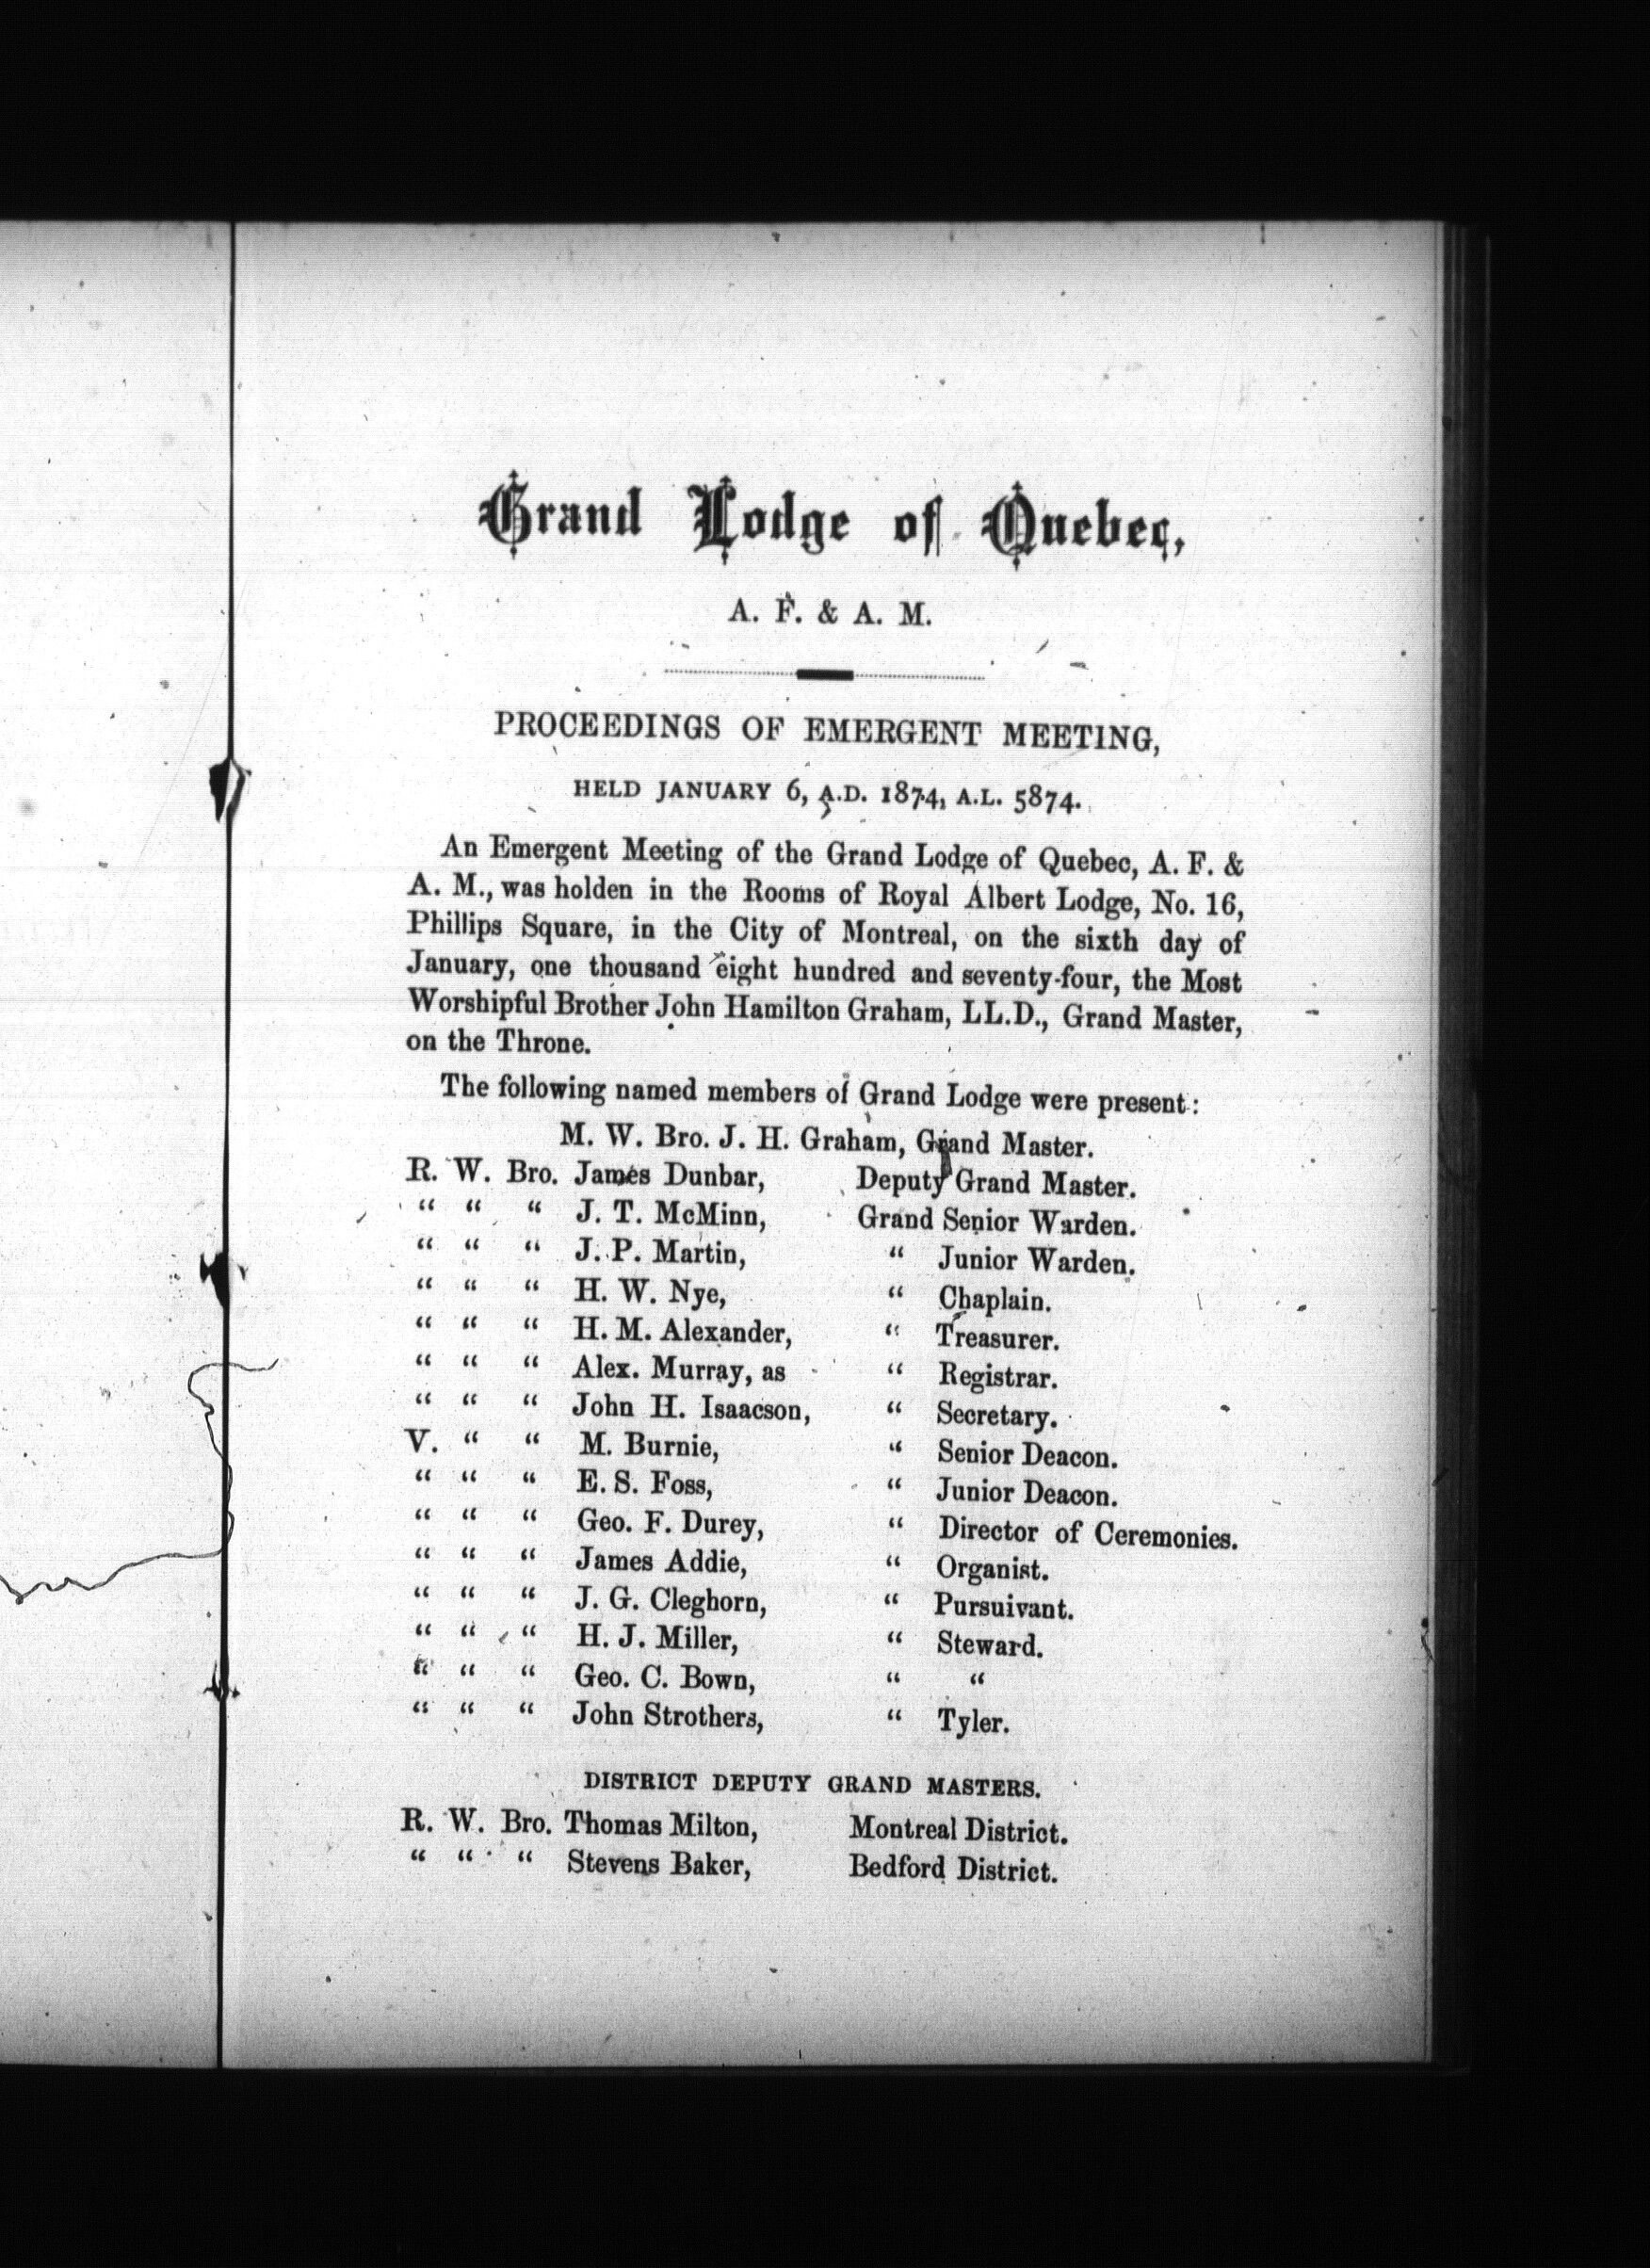 Grand Lodge of Quebec,
A. F. & A. M.
PROCEEDINGS OF EMERGENT MEETING,
HELD JANUARY 6, A.D. 1874, A.L. 5874.
An Emergent Meeting of the Grand Lodge of Quebec, A. F. &
A. M., was holden in the Rooms of Royal Albert Lodge, No. 16,
Phillips Square, in the City of Montreal, on the sixth day of
January, one thousand eight hundred and seventy-four, the Most
Worshipful Brother John Hamilton Graham, LL.D., Grand Master,
on the Throne.
The following named members of Grand Lodge were present:
M. W. Bro. J. H. Graham, Grand Master.
R. W. Bro. James Dunbar, Deputy Grand Master.
“ “ “ J. T. McMinn, Grand Senior Warden.
“ “ “ J. P. Martin, “ Junior Warden.
“ “ “ H. W. Nye, “ Chaplain.
“ “ “ H. M. Alexander, “ Treasurer.
“ “ “ Alex. Murray, as “ Registrar.
“ “ “ John H. Isaacson, “ Secretary.
V. “ “ M. Burnie, “ Senior Deacon.
“ “ “ E. S. Foss, “ Junior Deacon.
“ “ “ Geo. F. Durey, “ Director of Ceremonies.
“ “ “ James Addie, “ Organist.
“ “ “ J. G. Cleghorn, “ Pursuivant.
“ “ “ H. J. Miller, “ Steward.
“ “ “ Geo. C. Bown, “ “
“ “ “ John Strothers, “ Tyler.
DISTRICT DEPUTY GRAND MASTERS.
R. W. Bro. Thomas Milton, Montreal District.
“ “ “ Stevens Baker, Bedford District.